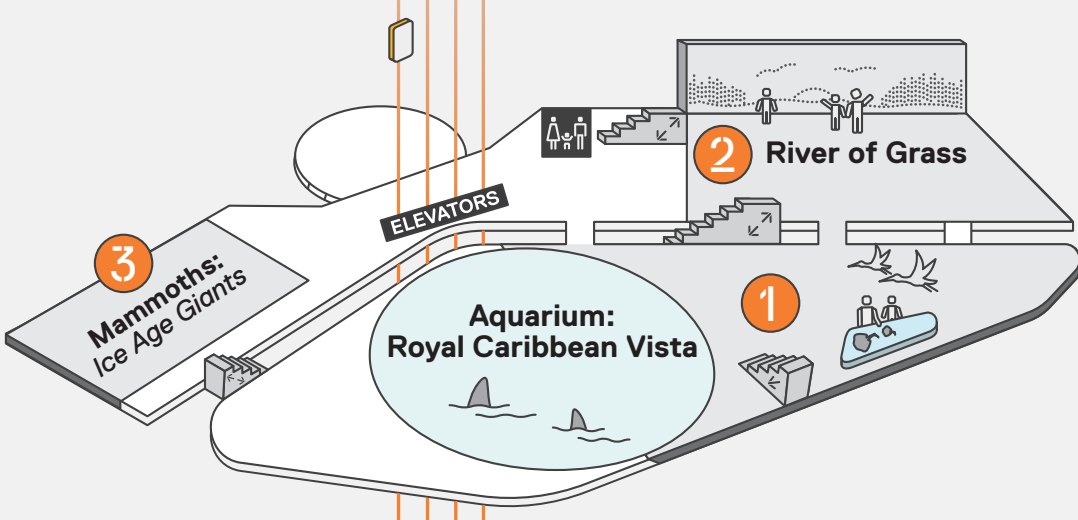 2 River of Grass
ELEVATORS
3
Mammoths:
Ice Age Giants
1
Aquarium:
Royal Caribbean Vista